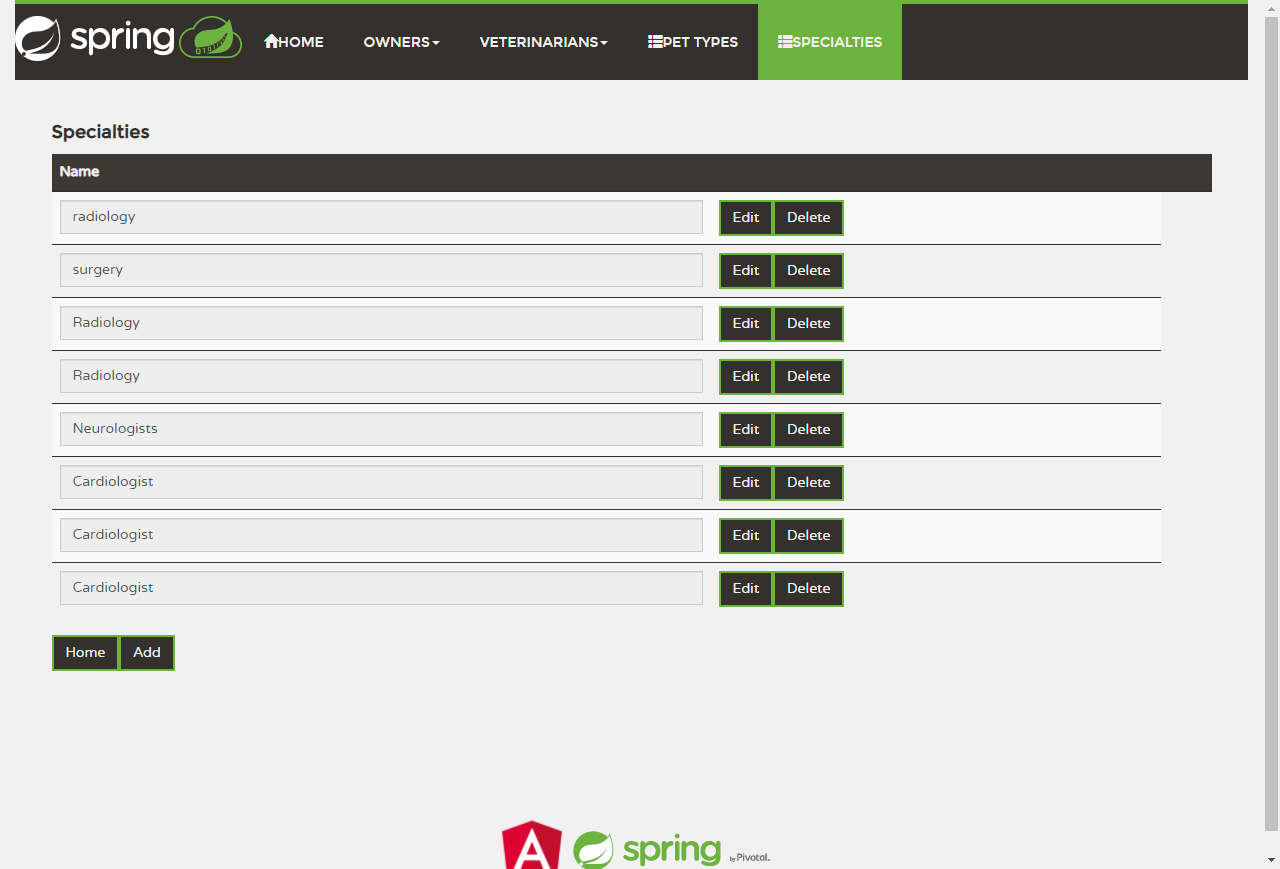 spring HOME OWNERS VETERINARIANS PET TYPES SPECIALTIES
Specialties
Name
radiology Edit Delete
surgery Edit Delete
Radiology Edit Delete
Radiology Edit Delete
Neurologists Edit Delete
Cardiologist Edit Delete
Cardiologist Edit Delete
Cardiologist Edit Delete
Home Add
A spring by Pivotal.